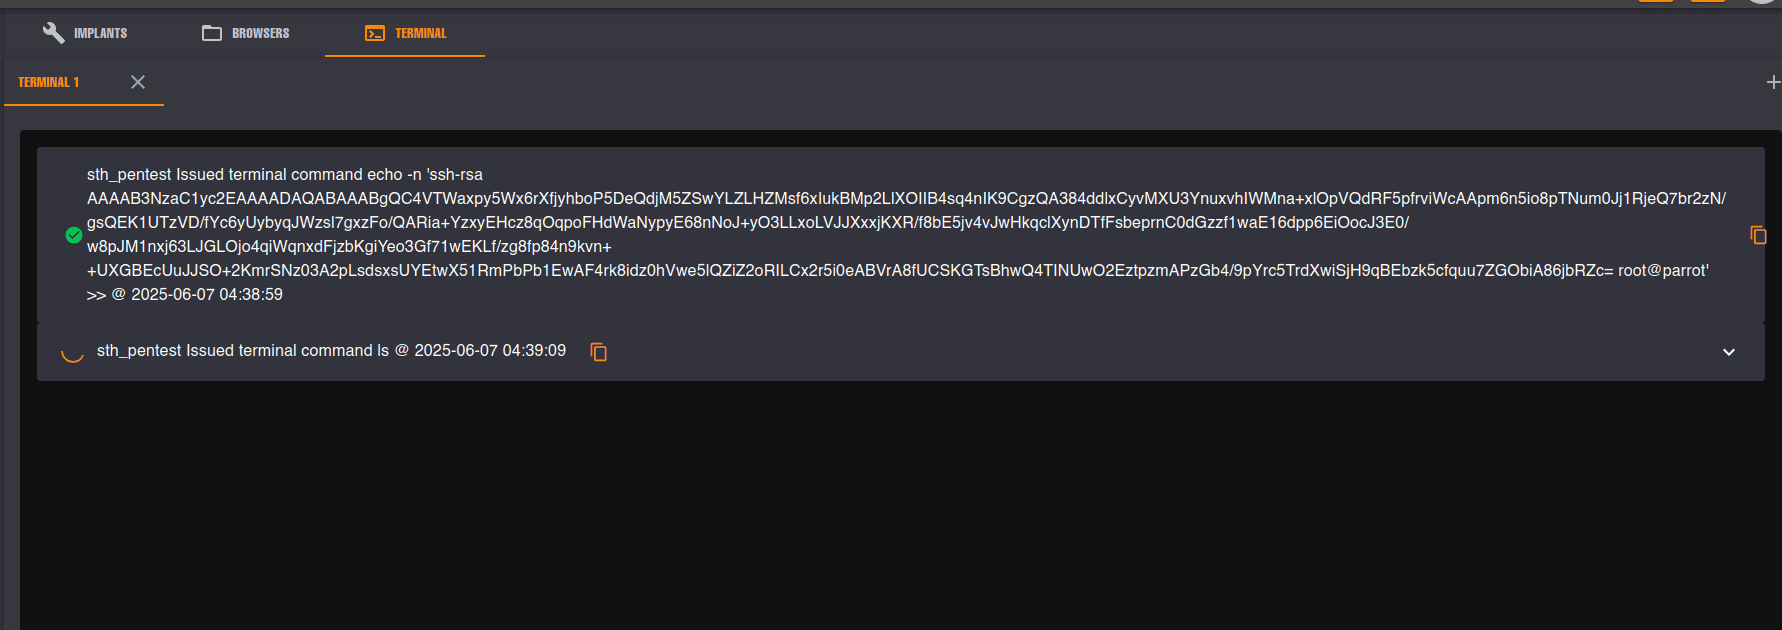 IMPLANTS
BROWSERS
TERMINAL
TERMINAL 1
sth_pentest Issued terminal command echo -n 'ssh-rsa
AAAAB3NzaC1yc2EAAAADAQABAAABgQC4VTWaxpy5Wx6rXfjyhboP5DeQdjM5ZSwYLZLHZMsf6xIukBMp2LlXOIIB4sq4nIK9CgzQA384ddlxCyvMXU3YnuxvhIWMna+xlOpVQdRF5pfrviWcAApm6n5io8pTNum0Jj1RjeQ7br2zN/
gsQEK1UTzVD/fYc6yUybyqJWzsl7gxzFo/QARia+YzxyEHcz8qOqpoFHdWaNypyE68nNoJ+yO3LLxoLVJJXxxjKXR/f8bE5jv4vJwHkqclXynDTfFsbeprnC0dGzzf1waE16dpp6EiOocJ3E0/
w8pJM1nxj63LJGLOjo4qiWqnxdFjzbKgiYeo3Gf71wEKLf/zg8fp84n9kvn+
+UXGBEcUuJJSO+2KmrSNz03A2pLsdsxsUYEtwX51RmPbPb1EwAF4rk8idz0hVwe5lQZiZ2oRILCx2r5i0eABVrA8fUCSKGTsBhwQ4TINUwO2EztpzmAPzGb4/9pYrc5TrdXwiSjH9qBEbzk5cfquu7ZGObiA86jbRZc= root@parrot'
>> @ 2025-06-07 04:38:59
sth_pentest Issued terminal command ls @ 2025-06-07 04:39:09